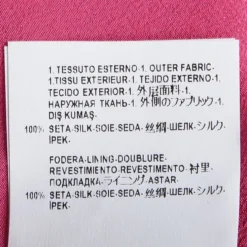 1. TESSUTO ESTERNO·1. OUTER FABRIC·
1.TISSU EXTERIEUR·1.TEJIDO EXTERNO·
TECIDO EXTERIOR·1. 外层面料·1.
НАРУЖНАЯ ТКАНЬ·1. 外側のファブリック·1.
DIŞ KUMAŞ·
100% SETA·SILK·SOIE·SEDA·丝绸·ШЕЛК·シルク·
İPEK·
FODERA·LINING·DOUBLURE·
REVESTIMIENTO·REVESTIMENTO·衬里·
ПОДКЛАДКА·ライニング·ASTAR·
100% SETA·SILK·SOIE·SEDA·丝绸·ШЕЛК·シルク·
İPEK·